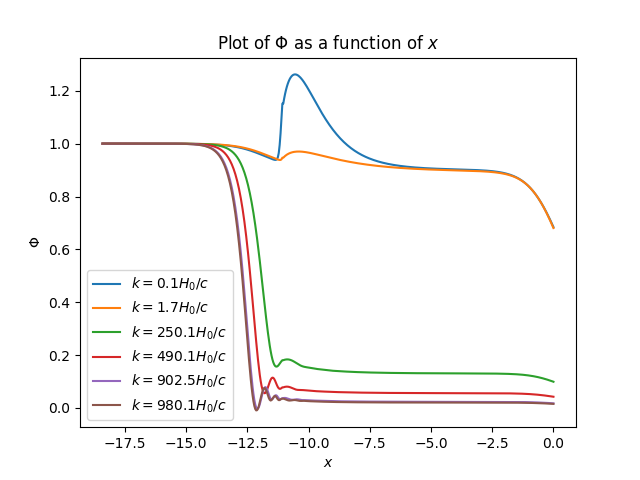 Plot of Φ as a function of x
Φ
1.2
1.0
0.8
0.6
0.4
0.2
0.0
k = 0.1H₀/c
k = 1.7H₀/c
k = 250.1H₀/c
k = 490.1H₀/c
k = 902.5H₀/c
k = 980.1H₀/c
−17.5 −15.0 −12.5 −10.0 −7.5 −5.0 −2.5 0.0
x